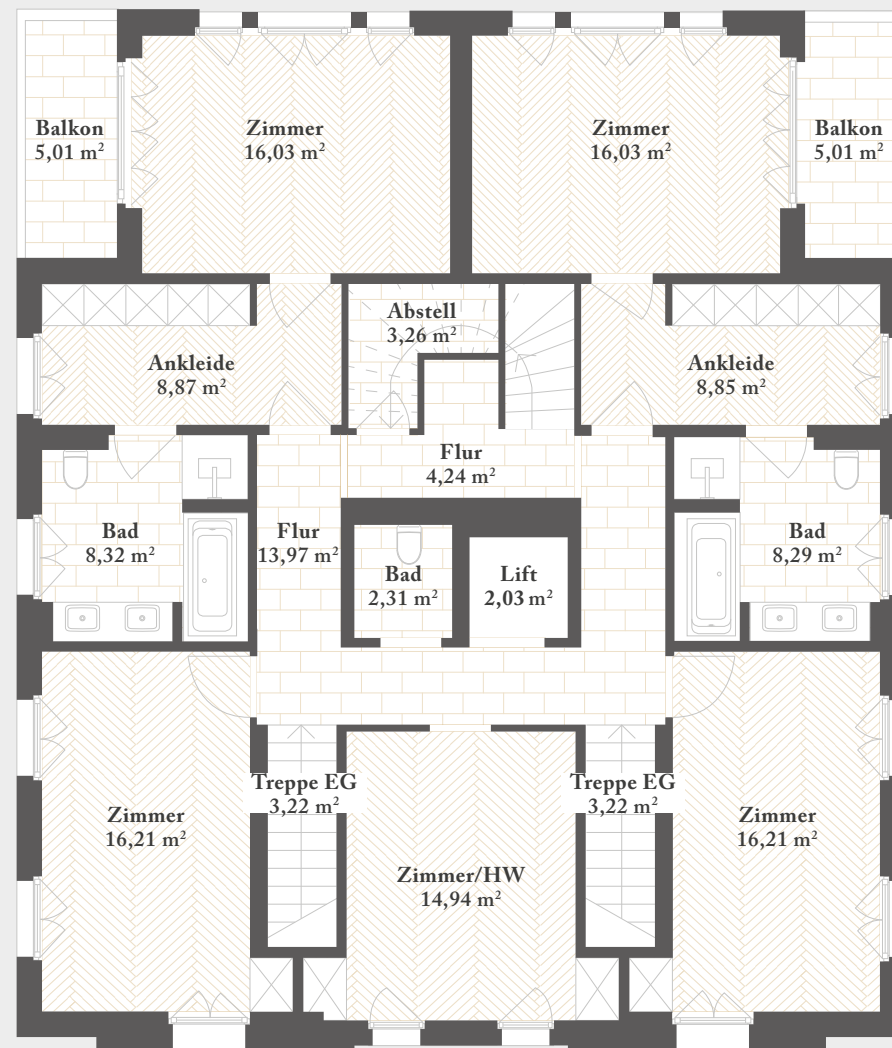 Balkon
5,01 m²
Zimmer
16,03 m²
Zimmer
16,03 m²
Balkon
5,01 m²
Abstell
3,26 m²
Ankleide
8,87 m²
Ankleide
8,85 m²
Flur
4,24 m²
Bad
8,32 m²
Flur
13,97 m²
Bad
2,31 m²
Lift
2,03 m²
Bad
8,29 m²
Treppe EG
3,22 m²
Treppe EG
3,22 m²
Zimmer
16,21 m²
Zimmer/HW
14,94 m²
Zimmer
16,21 m²